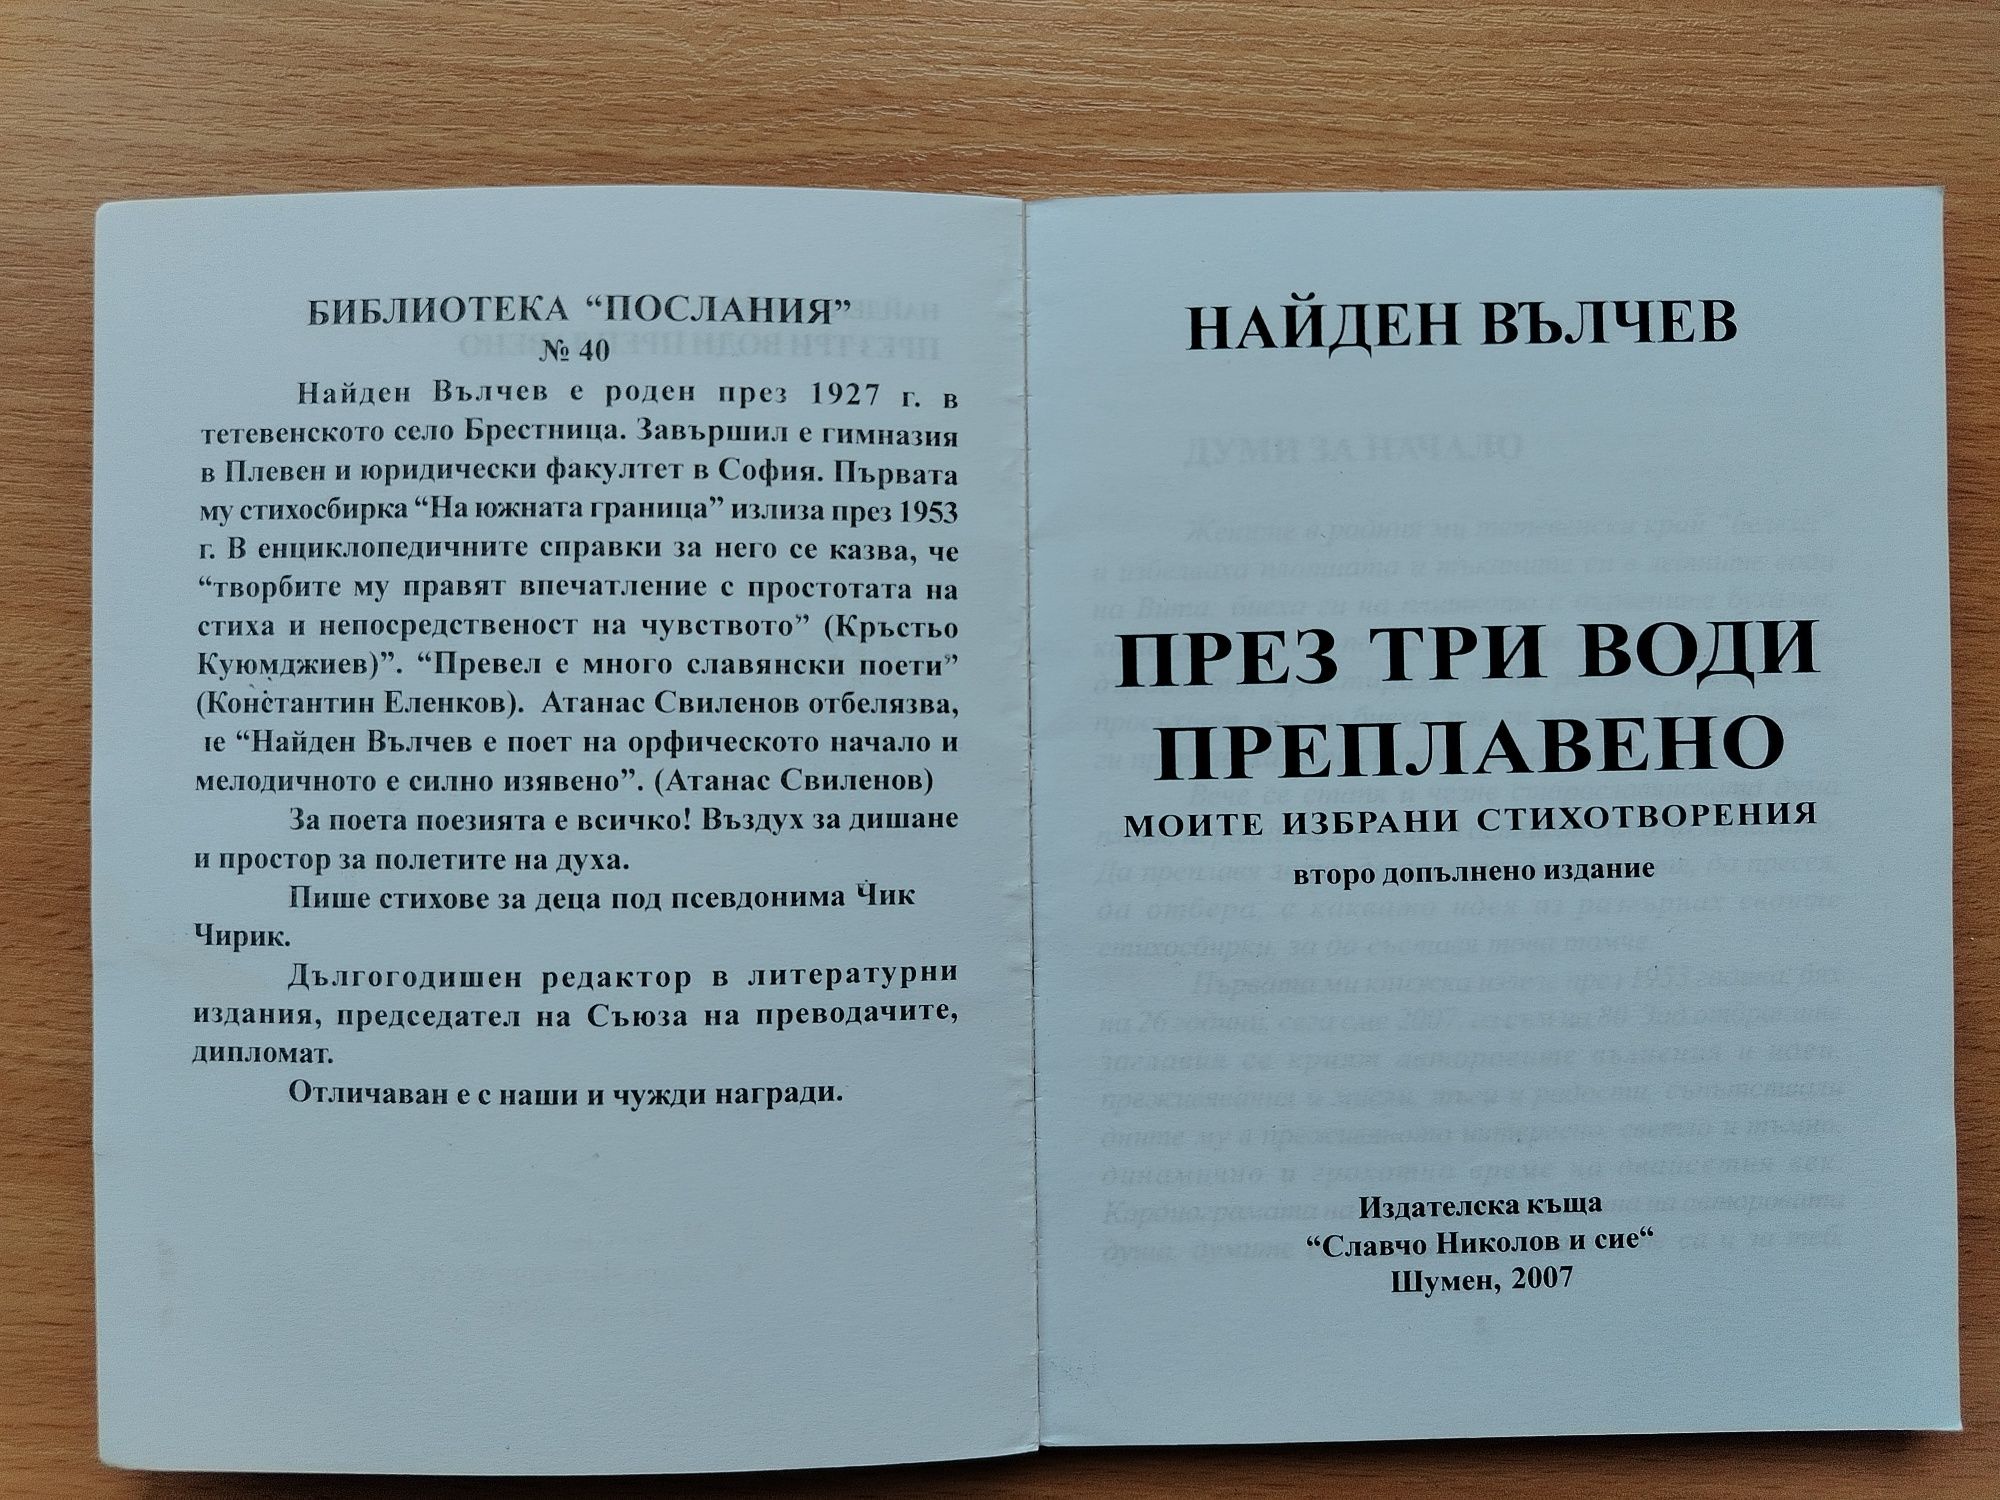 БИБЛИОТЕКА “ПОСЛАНИЯ”
№ 40
Найден Вълчев е роден през 1927 г. в
тетевенското село Брестница. Завършил е гимназия
в Плевен и юридически факултет в София. Първата
му стихосбирка “На южната граница” излиза през 1953
г. В енциклопедичните справки за него се казва, че
“творбите му правят впечатление с простотата на
стиха и непосредственост на чувството” (Кръстьо
Куюмджиев)”. “Превел е много славянски поети”
(Константин Еленков). Атанас Свиленов отбелязва,
че “Найден Вълчев е поет на орфическото начало и
мелодичното е силно изявено”. (Атанас Свиленов)
За поета поезията е всичко! Въздух за дишане
и простор за полетите на духа.
Пише стихове за деца под псевдонима Чик
Чирик.
Дългогодишен редактор в литературни
издания, председател на Съюза на преводачите,
дипломат.
Отличаван е с наши и чужди награди.
НАЙДЕН ВЪЛЧЕВ
ПРЕЗ ТРИ ВОДИ
ПРЕПЛАВЕНО
МОИТЕ ИЗБРАНИ СТИХОТВОРЕНИЯ
второ допълнено издание
Издателска къща
“Славчо Николов и сие“
Шумен, 2007